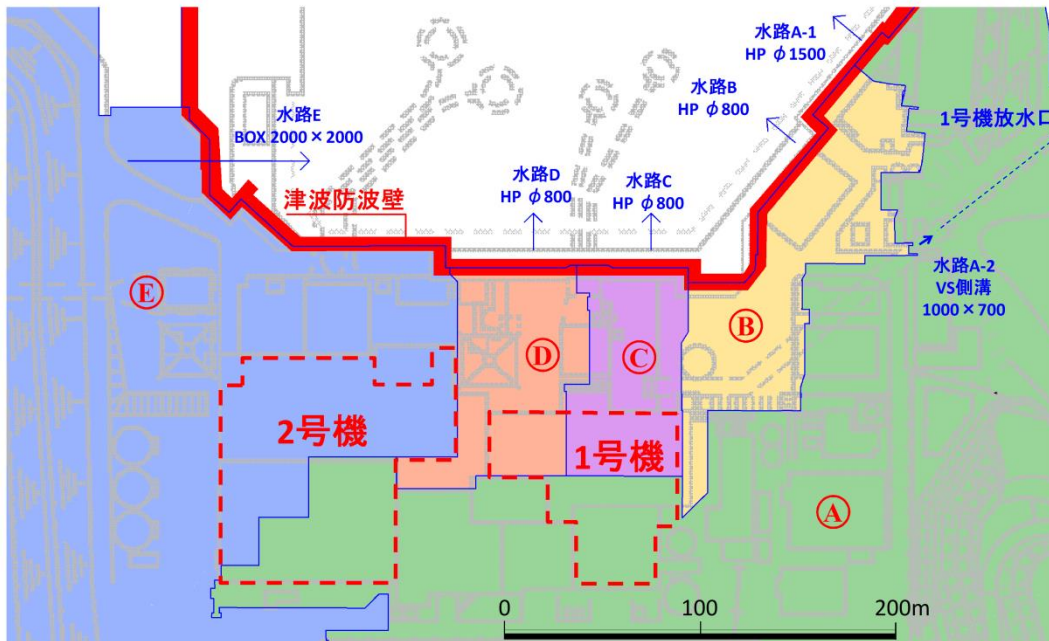 水路A-1
HP φ1500
水路B
HP φ800
水路E
BOX 2000×2000
1号機放水口
水路D
HP φ800
水路C
HP φ800
津波防波壁
水路A-2
VS側溝
1000×700
E
B
D
C
2号機
1号機
A
0 100 200m